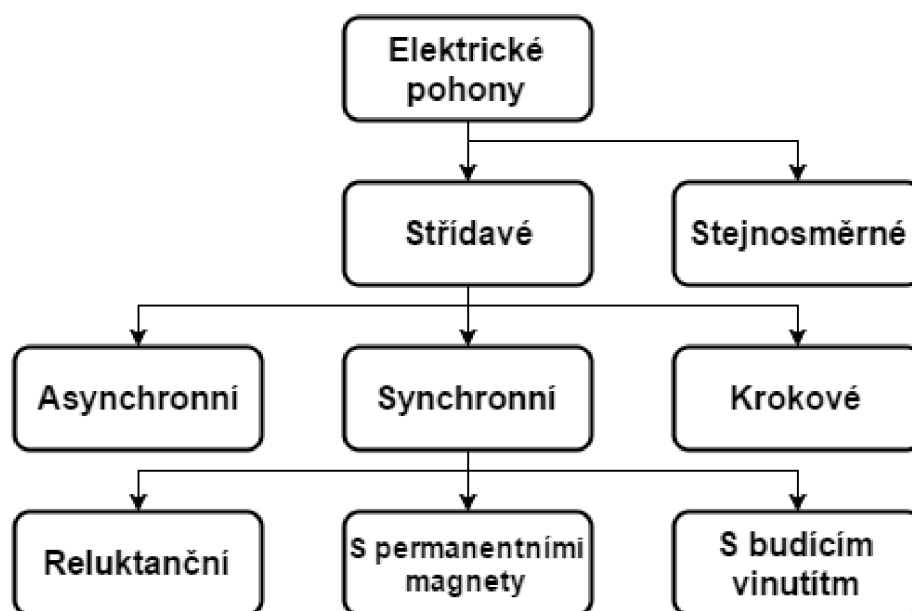 Elektrické
pohony
Střídavé
Stejnosměrné
Asynchronní
Synchronní
Krokové
Reluktanční
S permanentními
magnety
S budícím
vinutítm